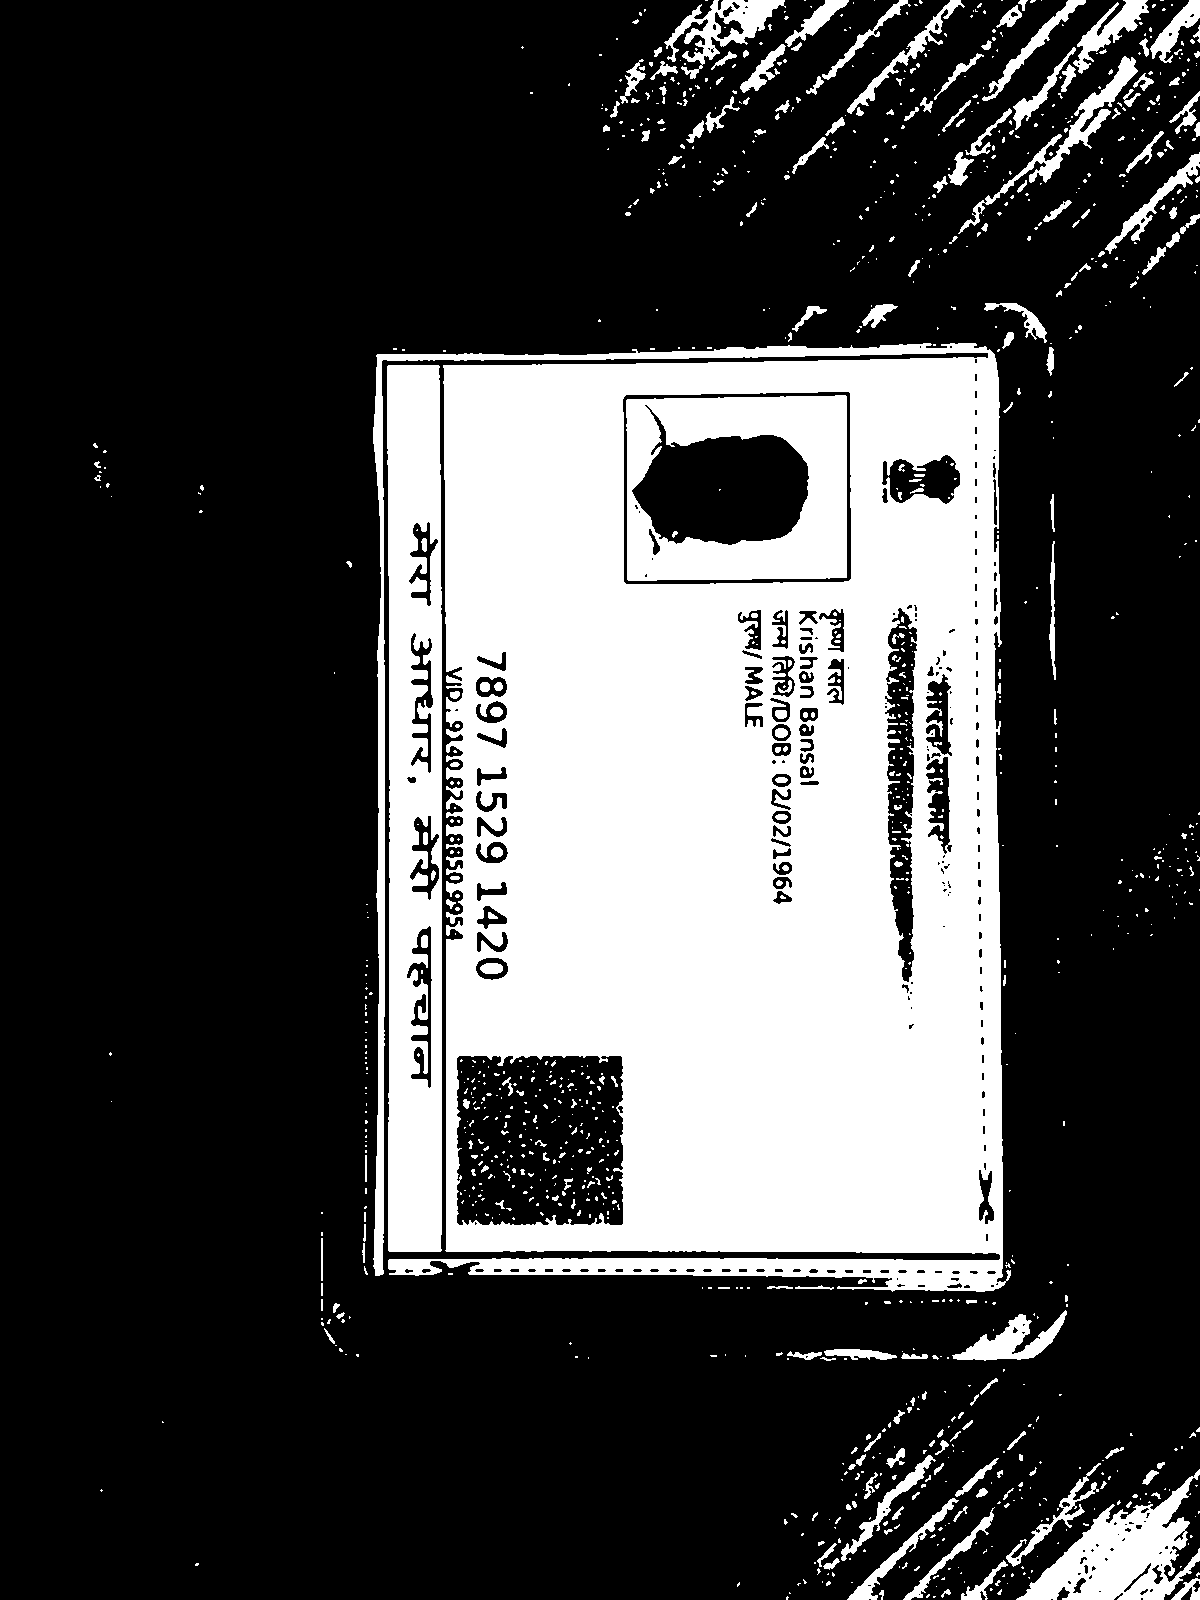 भारत सरकार
Government of India
कृष्ण बंसल
Krishan Bansal
जन्म तिथि/DOB: 02/02/1964
पुरुष/ MALE
7897 1529 1420
VID : 9140 8248 8850 9954
मेरा आधार, मेरी पहचान